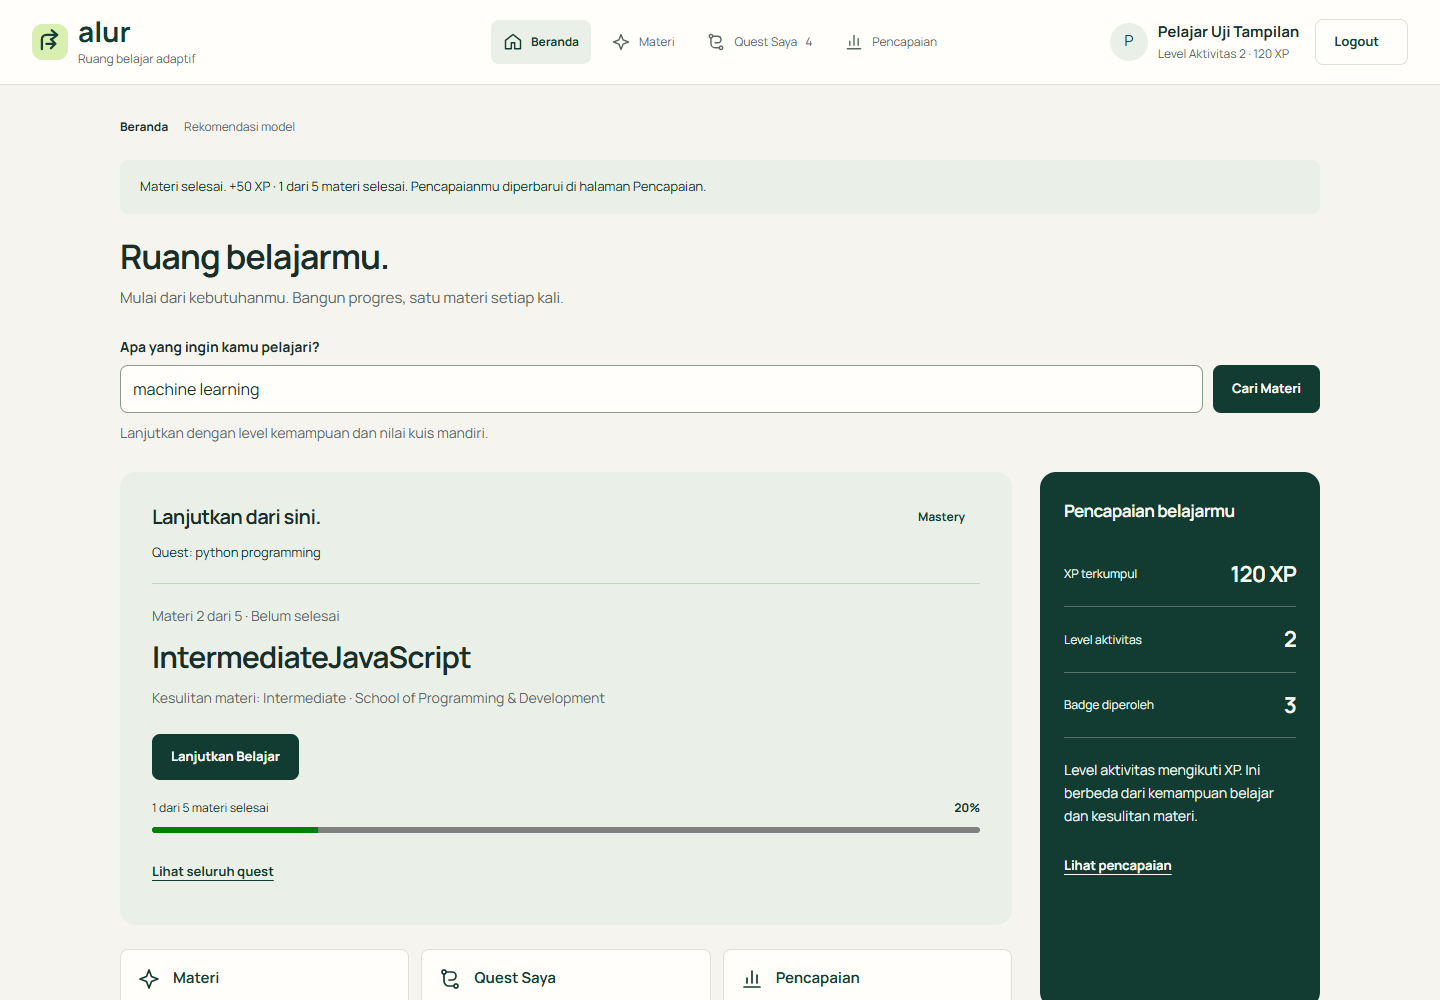 alur
Ruang belajar adaptif
Beranda
Materi
Quest Saya 4
Pencapaian
P
Pelajar Uji Tampilan
Level Aktivitas 2 · 120 XP
Logout
Beranda Rekomendasi model
Materi selesai. +50 XP · 1 dari 5 materi selesai. Pencapaianmu diperbarui di halaman Pencapaian.
Ruang belajarmu.
Mulai dari kebutuhanmu. Bangun progres, satu materi setiap kali.
Apa yang ingin kamu pelajari?
machine learning
Cari Materi
Lanjutkan dengan level kemampuan dan nilai kuis mandiri.
Lanjutkan dari sini.
Mastery
Quest: python programming
Materi 2 dari 5 · Belum selesai
IntermediateJavaScript
Kesulitan materi: Intermediate · School of Programming & Development
Lanjutkan Belajar
1 dari 5 materi selesai
20%
Lihat seluruh quest
Pencapaian belajarmu
XP terkumpul 120 XP
Level aktivitas 2
Badge diperoleh 3
Level aktivitas mengikuti XP. Ini
berbeda dari kemampuan belajar
dan kesulitan materi.
Lihat pencapaian
Materi
Quest Saya
Pencapaian